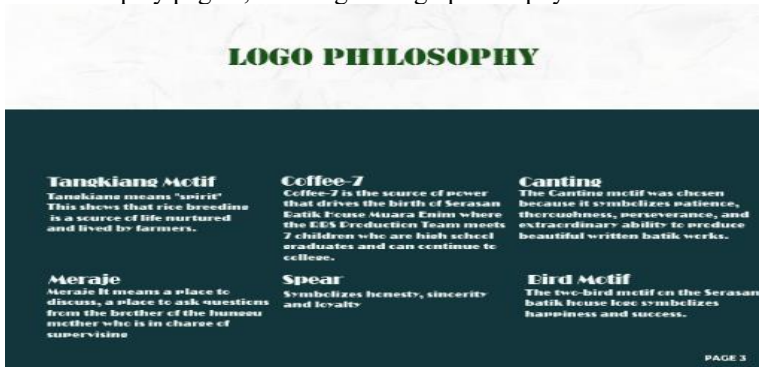 LOGO PHILOSOPHY
Tangkiang Motif
Tangkiang means "spirit"
This shows that rice breeding
is a source of life nurtured
and lived by farmers.
Coffee-7
Coffee-7 is the source of power
that drives the birth of Serasan
Batik House Muara Enim where
the Production Team meets
7 children who are high school
graduates and can continue to
college.
Canting
The Canting motif was chosen
because it symbolizes patience,
thoroughness, perseverance, and
extraordinary ability to produce
beautiful written batik works.
Meraje
Meraje It means a place to
discuss, a place to ask questions
from the brother of the
mother who is in charge of
supervising
Spear
Symbolizes honesty, sincerity
and loyalty
Bird Motif
The two-bird motif on the Serasan
batik house logo symbolizes
happiness and success.
PAGE 3